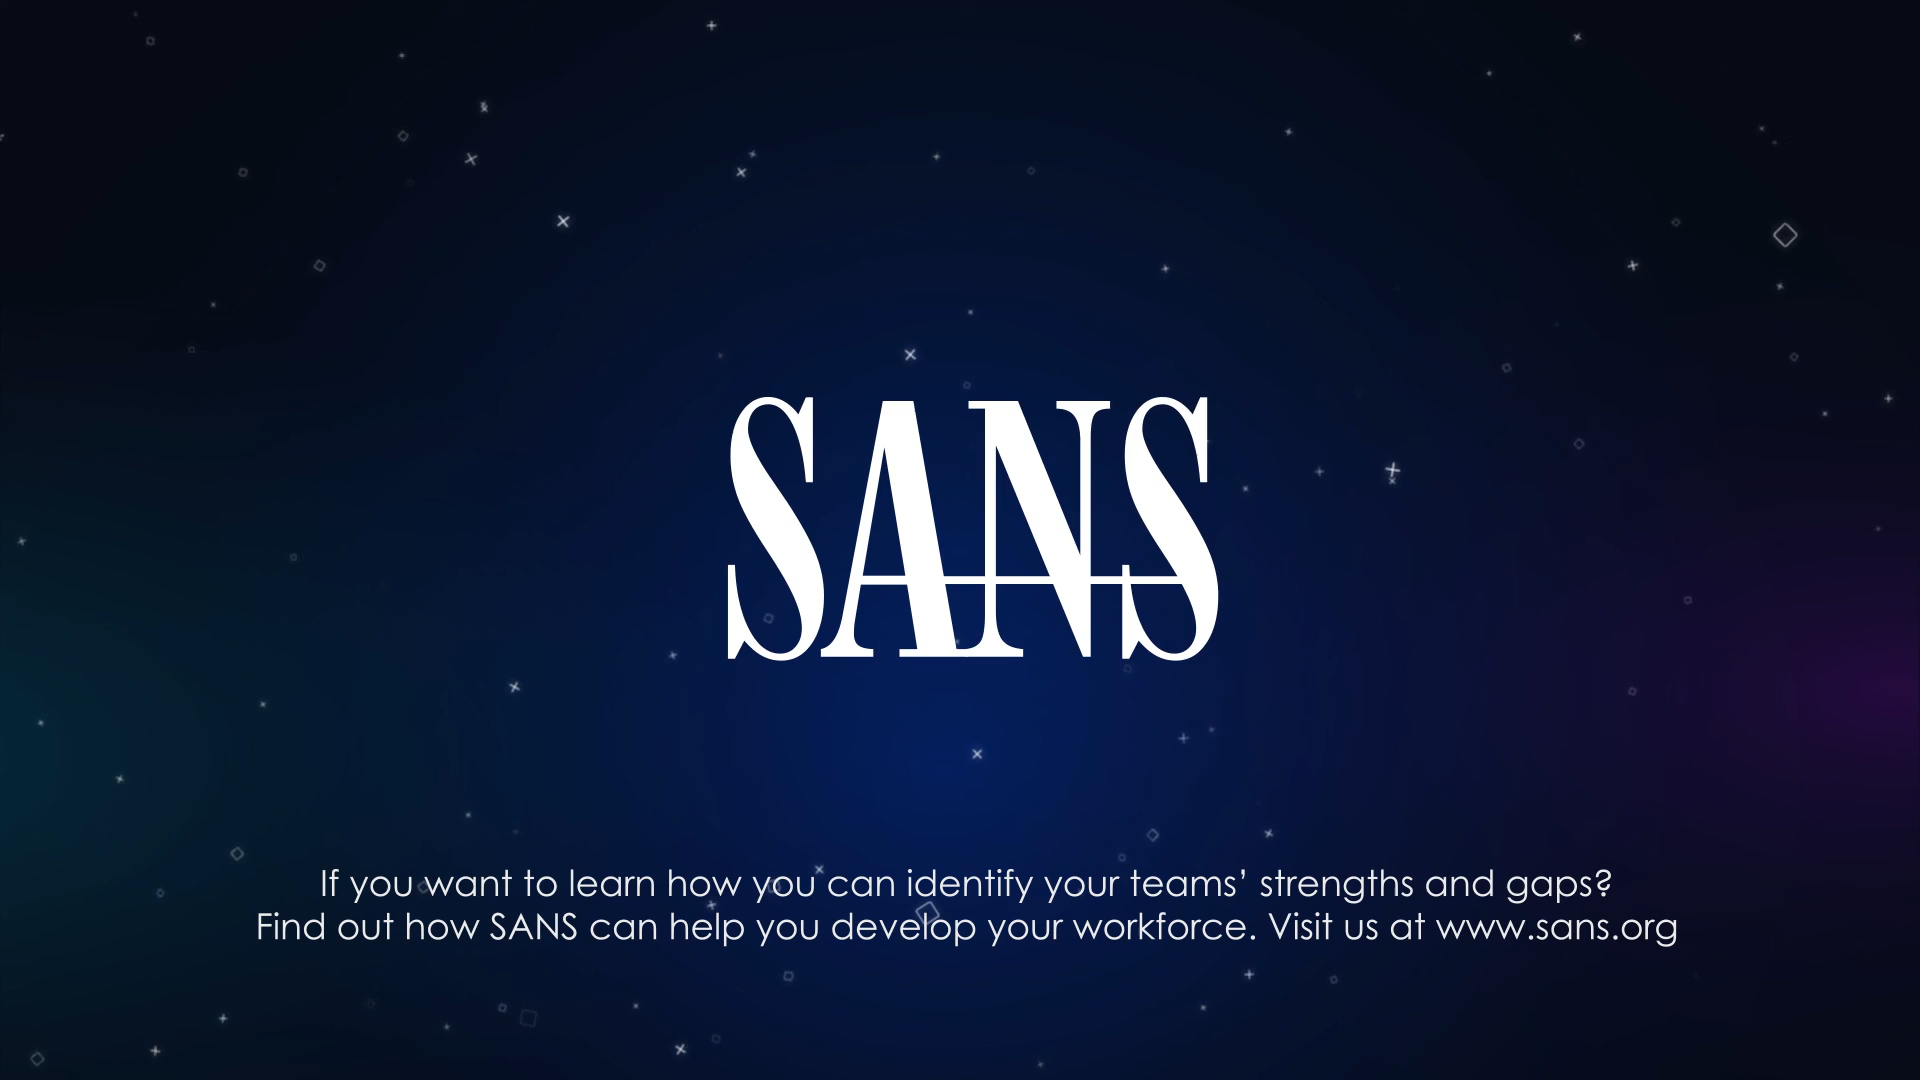 SANS
If you want to learn how you can identify your teams’ strengths and gaps?
Find out how SANS can help you develop your workforce. Visit us at www.sans.org